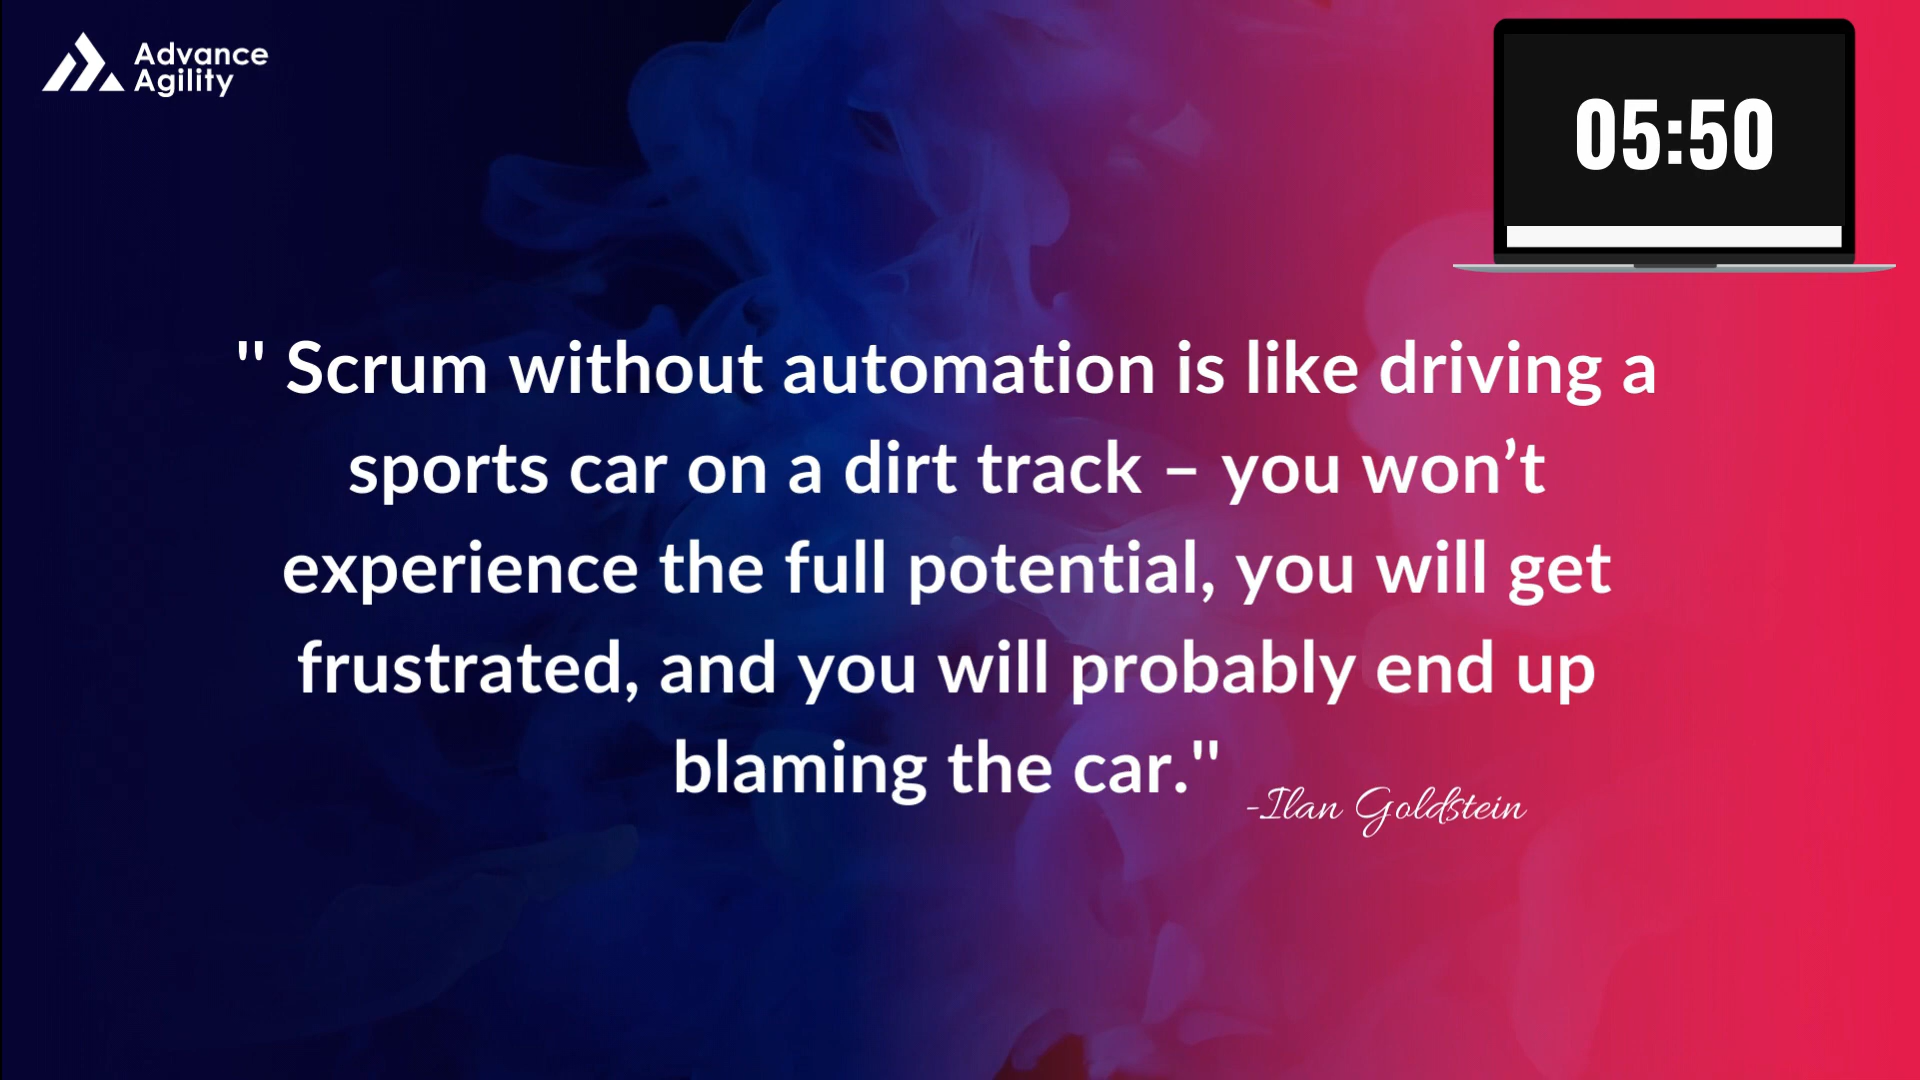 Advance
Agility
05:50
" Scrum without automation is like driving a
sports car on a dirt track – you won’t
experience the full potential, you will get
frustrated, and you will probably end up
blaming the car."
-Ilan Goldstein